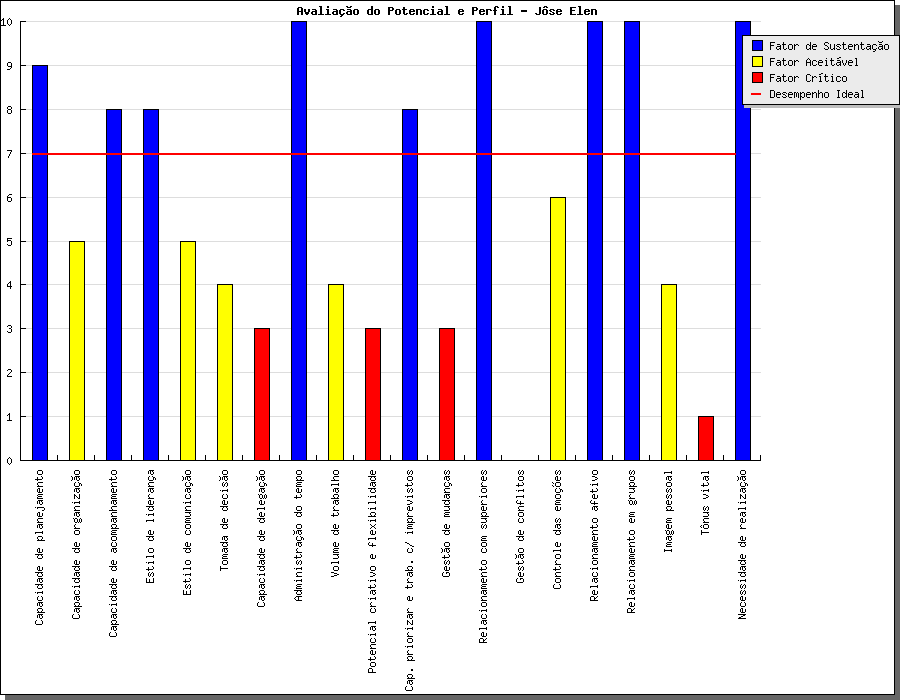 Avaliação do Potencial e Perfil - Jôse Elen
Fator de Sustentação
Fator Aceitável
Fator Crítico
Desempenho Ideal
10
9
8
7
6
5
4
3
2
1
0
Capacidade de planejamento
Capacidade de organização
Capacidade de acompanhamento
Estilo de liderança
Estilo de comunicação
Tomada de decisão
Capacidade de delegação
Administração do tempo
Volume de trabalho
Potencial criativo e flexibilidade
Cap. priorizar e trab. c/ imprevistos
Gestão de mudanças
Relacionamento com superiores
Gestão de conflitos
Controle das emoções
Relacionamento afetivo
Relacionamento em grupos
Imagem pessoal
Tônus vital
Necessidade de realização